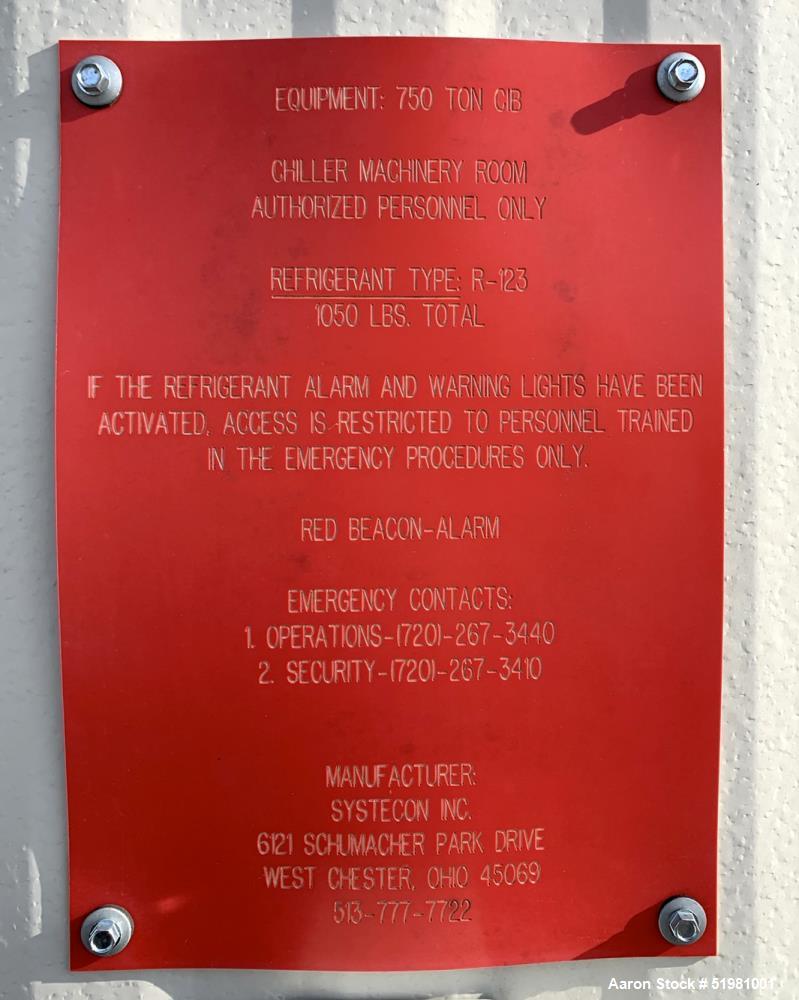 EQUIPMENT: 750 TON CIB
CHILLER MACHINERY ROOM
AUTHORIZED PERSONNEL ONLY
REFRIGERANT TYPE: R-123
1050 LBS. TOTAL
IF THE REFRIGERANT ALARM AND WARNING LIGHTS HAVE BEEN
ACTIVATED, ACCESS IS RESTRICTED TO PERSONNEL TRAINED
IN THE EMERGENCY PROCEDURES ONLY.
RED BEACON-ALARM
EMERGENCY CONTACTS:
1. OPERATIONS-(720)-267-3440
2. SECURITY-(720)-267-3410
MANUFACTURER:
SYSTECON INC.
6121 SCHUMACHER PARK DRIVE
WEST CHESTER, OHIO 45069
513-777-7722
Aaron Stock # 51981001